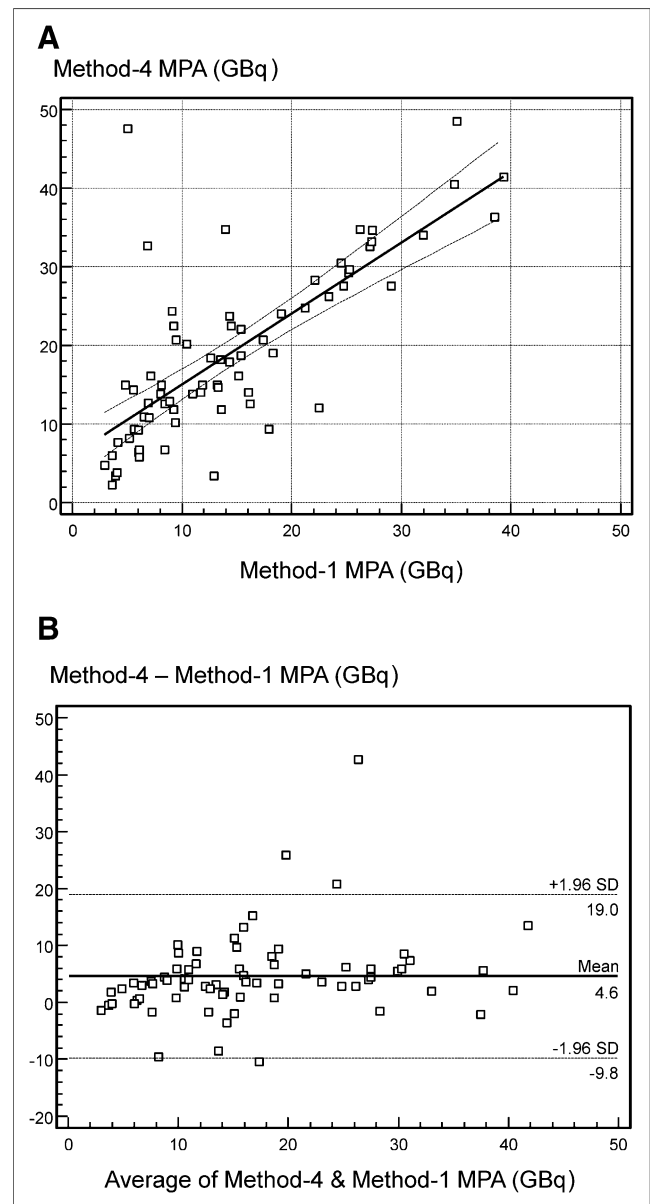 A
Method-4 MPA (GBq)
50
40
30
20
10
0
0 10 20 30 40 50
Method-1 MPA (GBq)
B
Method-4 – Method-1 MPA (GBq)
50
40
30
20
10
0
-10
-20
+1.96 SD
19.0
Mean
4.6
-1.96 SD
-9.8
0 10 20 30 40 50
Average of Method-4 & Method-1 MPA (GBq)